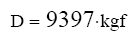 D = 9397·kgf